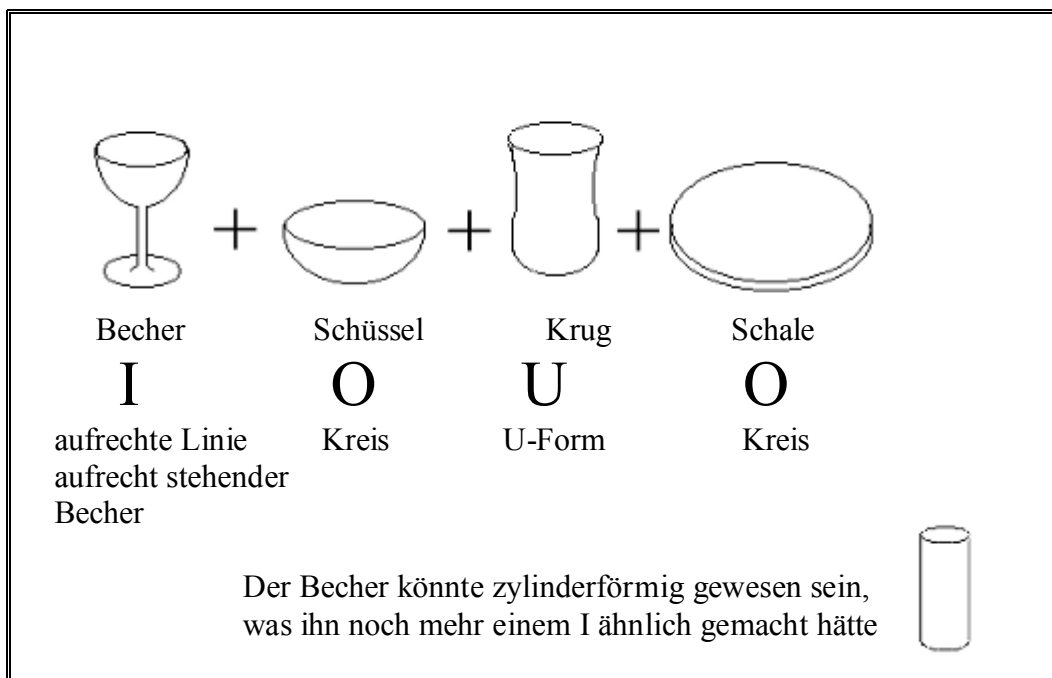 + + +
Becher Schüssel Krug Schale
I O U O
aufrechte Linie Kreis U-Form Kreis
aufrecht stehender
Becher
Der Becher könnte zylinderförmig gewesen sein,
was ihn noch mehr einem I ähnlich gemacht hätte